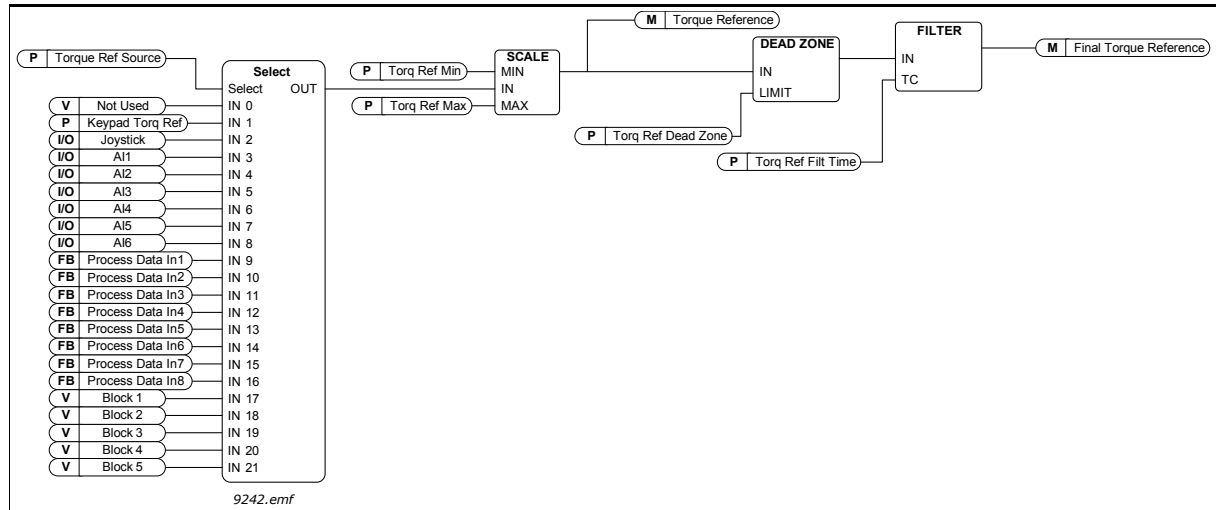 M Torque Reference
FILTER
DEAD ZONE
M Final Torque Reference
P Torque Ref Source
SCALE
IN
Select
P Torq Ref Min
MIN
IN
TC
Select OUT
IN
LIMIT
V Not Used IN 0
P Torq Ref Max
MAX
P Keypad Torq Ref IN 1
I/O Joystick IN 2
P Torq Ref Dead Zone
I/O AI1 IN 3
P Torq Ref Filt Time
I/O AI2 IN 4
I/O AI3 IN 5
I/O AI4 IN 6
I/O AI5 IN 7
I/O AI6 IN 8
FB Process Data In1 IN 9
FB Process Data In2 IN 10
FB Process Data In3 IN 11
FB Process Data In4 IN 12
FB Process Data In5 IN 13
FB Process Data In6 IN 14
FB Process Data In7 IN 15
FB Process Data In8 IN 16
V Block 1 IN 17
V Block 2 IN 18
V Block 3 IN 19
V Block 4 IN 20
V Block 5 IN 21
9242.emf